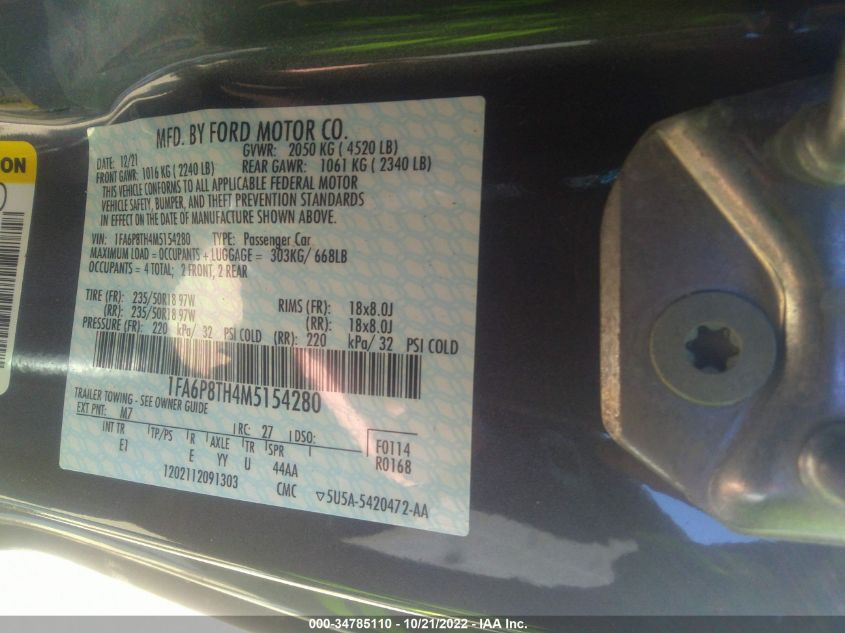 ON
MFD. BY FORD MOTOR CO.
DATE: 12/21 GVWR: 2050 KG ( 4520 LB)
FRONT GAWR: 1016 KG ( 2240 LB) REAR GAWR: 1061 KG ( 2340 LB)
THIS VEHICLE CONFORMS TO ALL APPLICABLE FEDERAL MOTOR
VEHICLE SAFETY, BUMPER, AND THEFT PREVENTION STANDARDS
IN EFFECT ON THE DATE OF MANUFACTURE SHOWN ABOVE.
VIN: 1FA6P8TH4M5154280 TYPE: Passenger Car
MAXIMUM LOAD = OCCUPANTS + LUGGAGE = 303KG/ 668LB
OCCUPANTS = 4 TOTAL; 2 FRONT, 2 REAR
TIRE (FR): 235/50R18 97W RIMS (FR): 18x8.0J
(RR): 235/50R18 97W (RR): 18x8.0J
PRESSURE (FR): 220 kPa/ 32 PSI COLD (RR): 220 kPa/ 32 PSI COLD
1FA6P8TH4M5154280
TRAILER TOWING - SEE OWNER GUIDE
EXT PNT: M7 RC: 27 DSO:
INT TR TP/PS R AXLE TR SPR F0114
E7 E YY U 44AA R0168
1202112091303 CMC ▽5U5A-5420472-AA
000-34785110 - 10/21/2022 - IAA Inc.